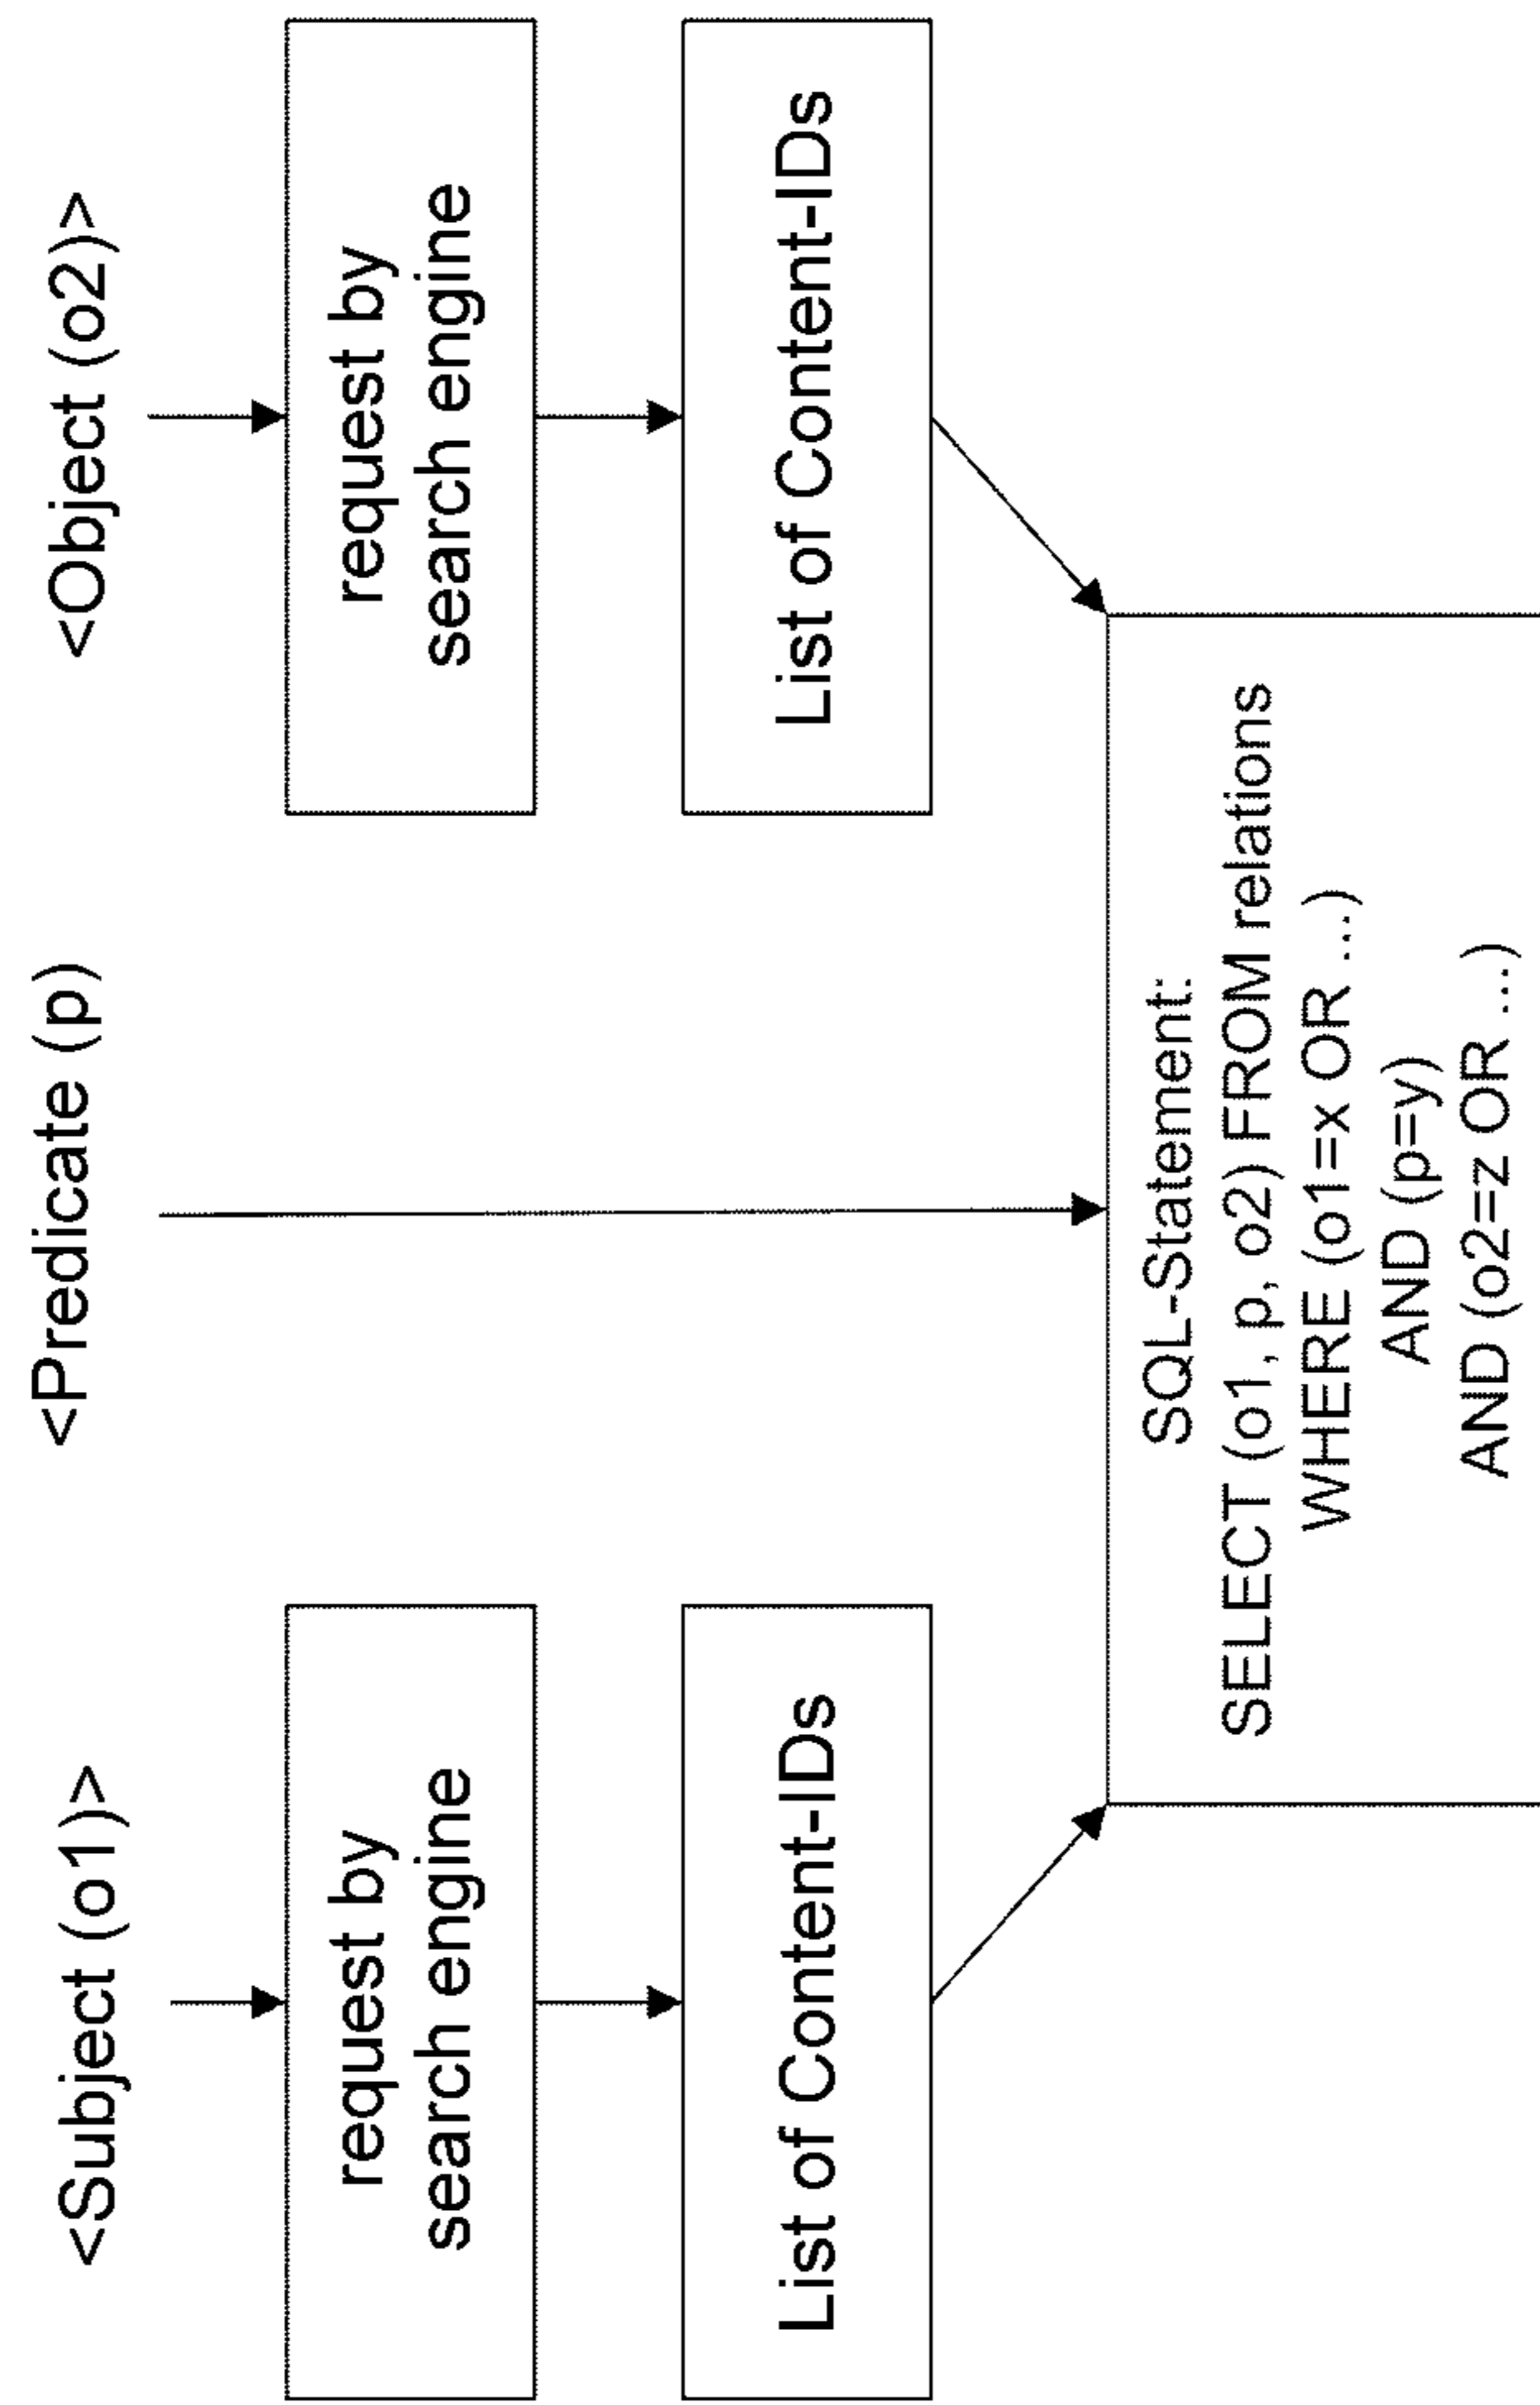 <Subject (o1)>
<Predicate (p)
<Object (o2)>
request by
search engine
request by
search engine
List of Content-IDs
List of Content-IDs
SQL-Statement:
SELECT (o1, p, o2) FROM relations
WHERE (o1=x OR ...)
AND (p=y)
AND (o2=z OR ...)